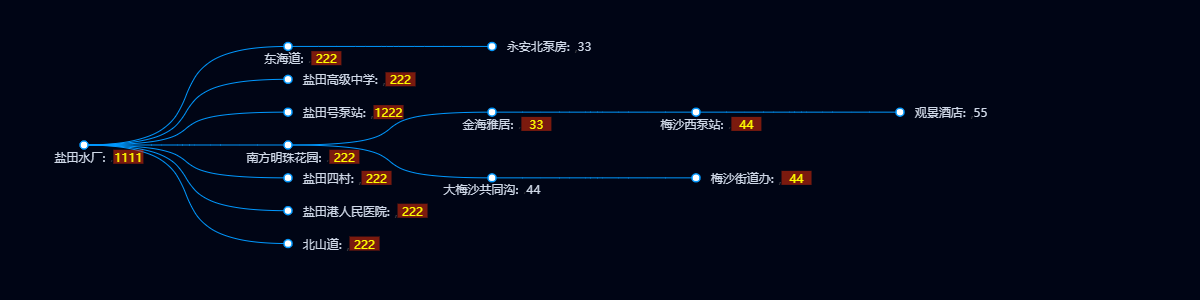 永安北泵房: 33
东海道: 222
盐田高级中学: 222
盐田号泵站: 1222
金海雅居: 33
梅沙西泵站: 44
观景酒店: 55
盐田水厂: 1111
南方明珠花园: 222
盐田四村: 222
大梅沙共同沟: 44
梅沙街道办: 44
盐田港人民医院: 222
北山道: 222